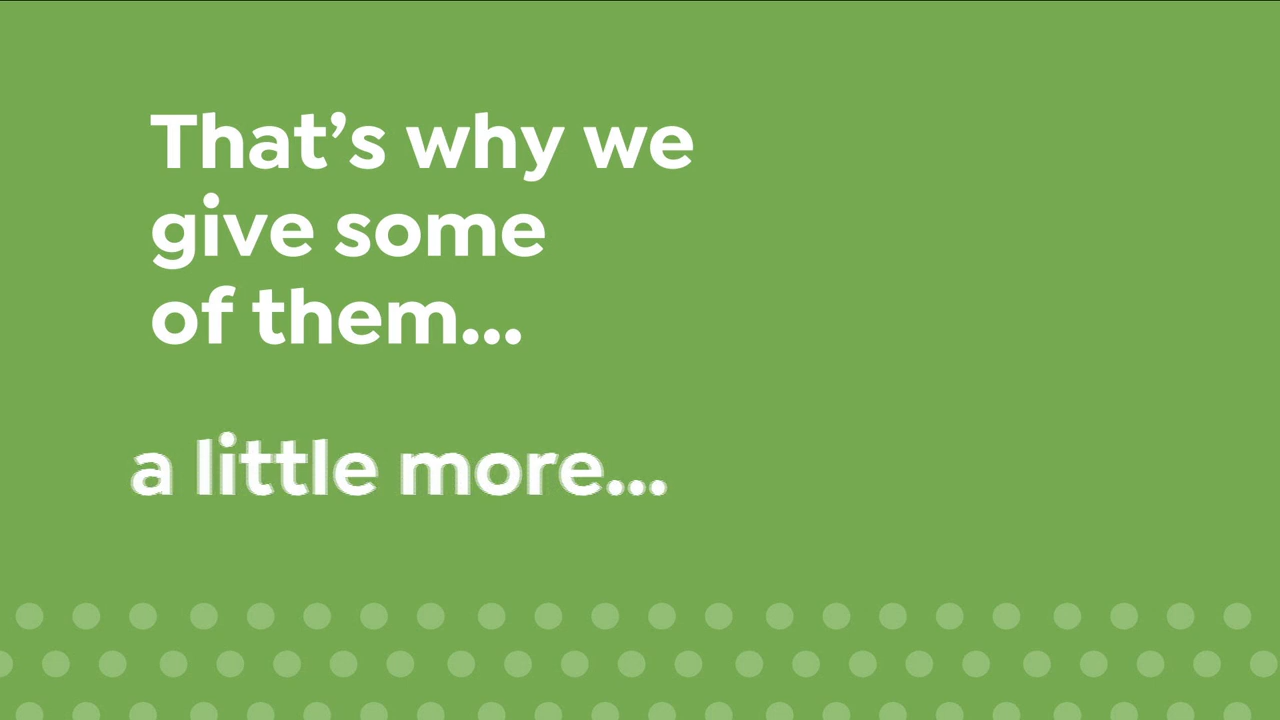 That’s why we
give some
of them...
a little more...